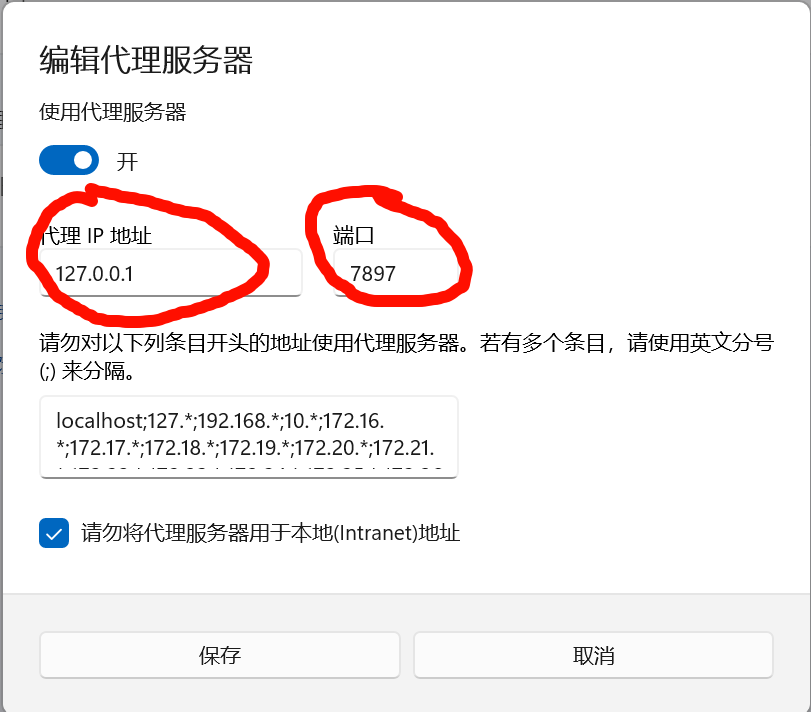 编辑代理服务器
使用代理服务器
开
代理 IP 地址
端口
127.0.0.1
7897
请勿对以下列条目开头的地址使用代理服务器。若有多个条目，请使用英文分号
(;) 来分隔。
localhost;127.*;192.168.*;10.*;172.16.
*;172.17.*;172.18.*;172.19.*;172.20.*;172.21.
请勿将代理服务器用于本地(Intranet)地址
保存
取消